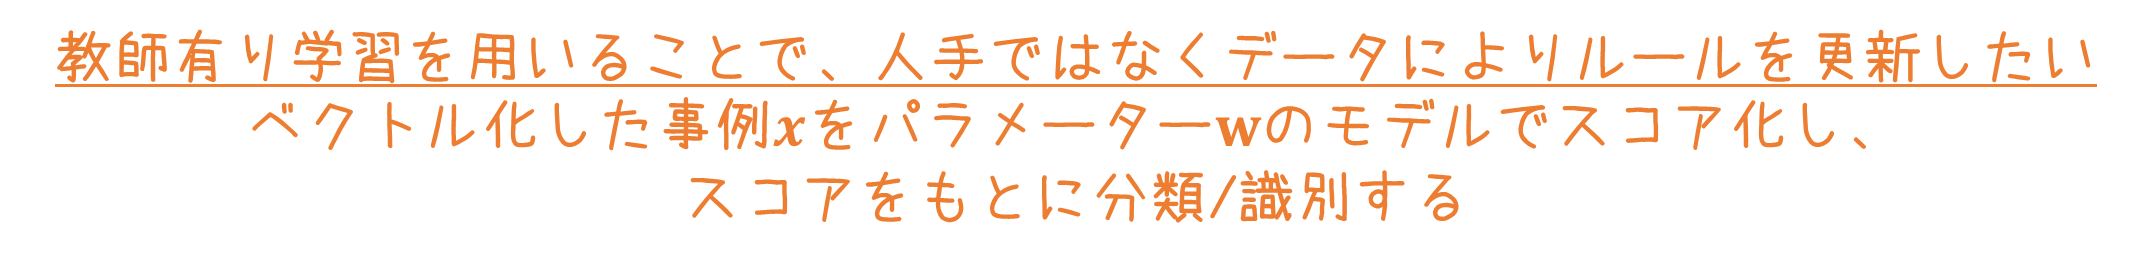 教師有り学習を用いることで、人手ではなくデータによりルールを更新したい
ベクトル化した事例xをパラメーターwのモデルでスコア化し、
スコアをもとに分類/識別する